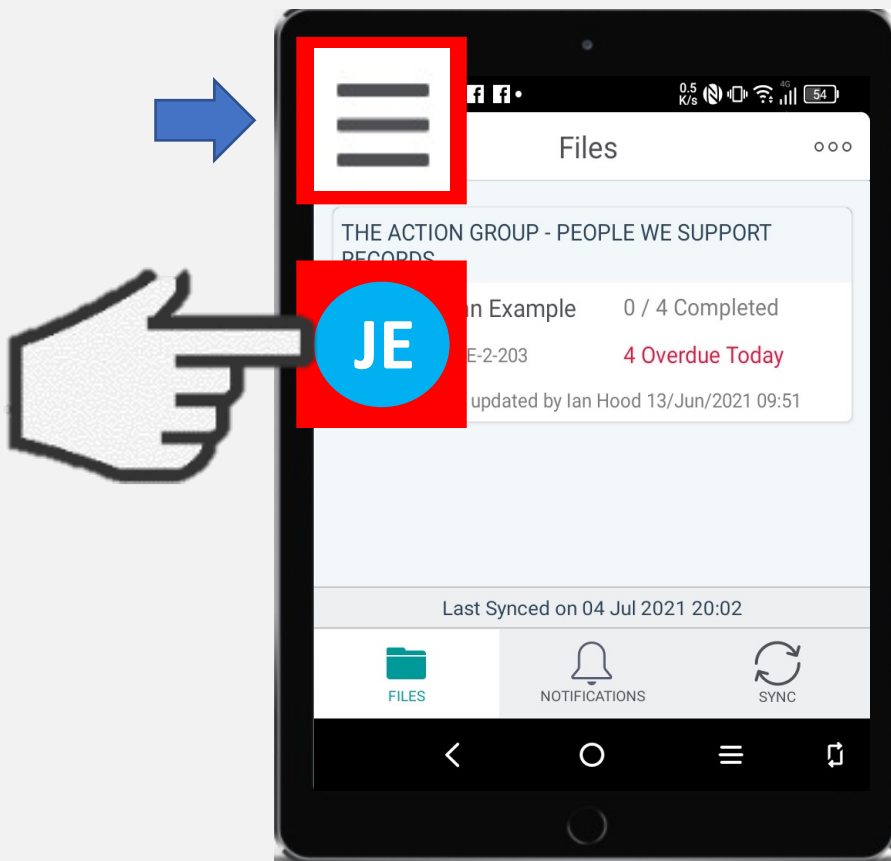 0.5 K/s 4G 54
Files
THE ACTION GROUP - PEOPLE WE SUPPORT
RECORDS
JE
Example 0 / 4 Completed
E-2-203 4 Overdue Today
updated by Ian Hood 13/Jun/2021 09:51
Last Synced on 04 Jul 2021 20:02
FILES NOTIFICATIONS SYNC